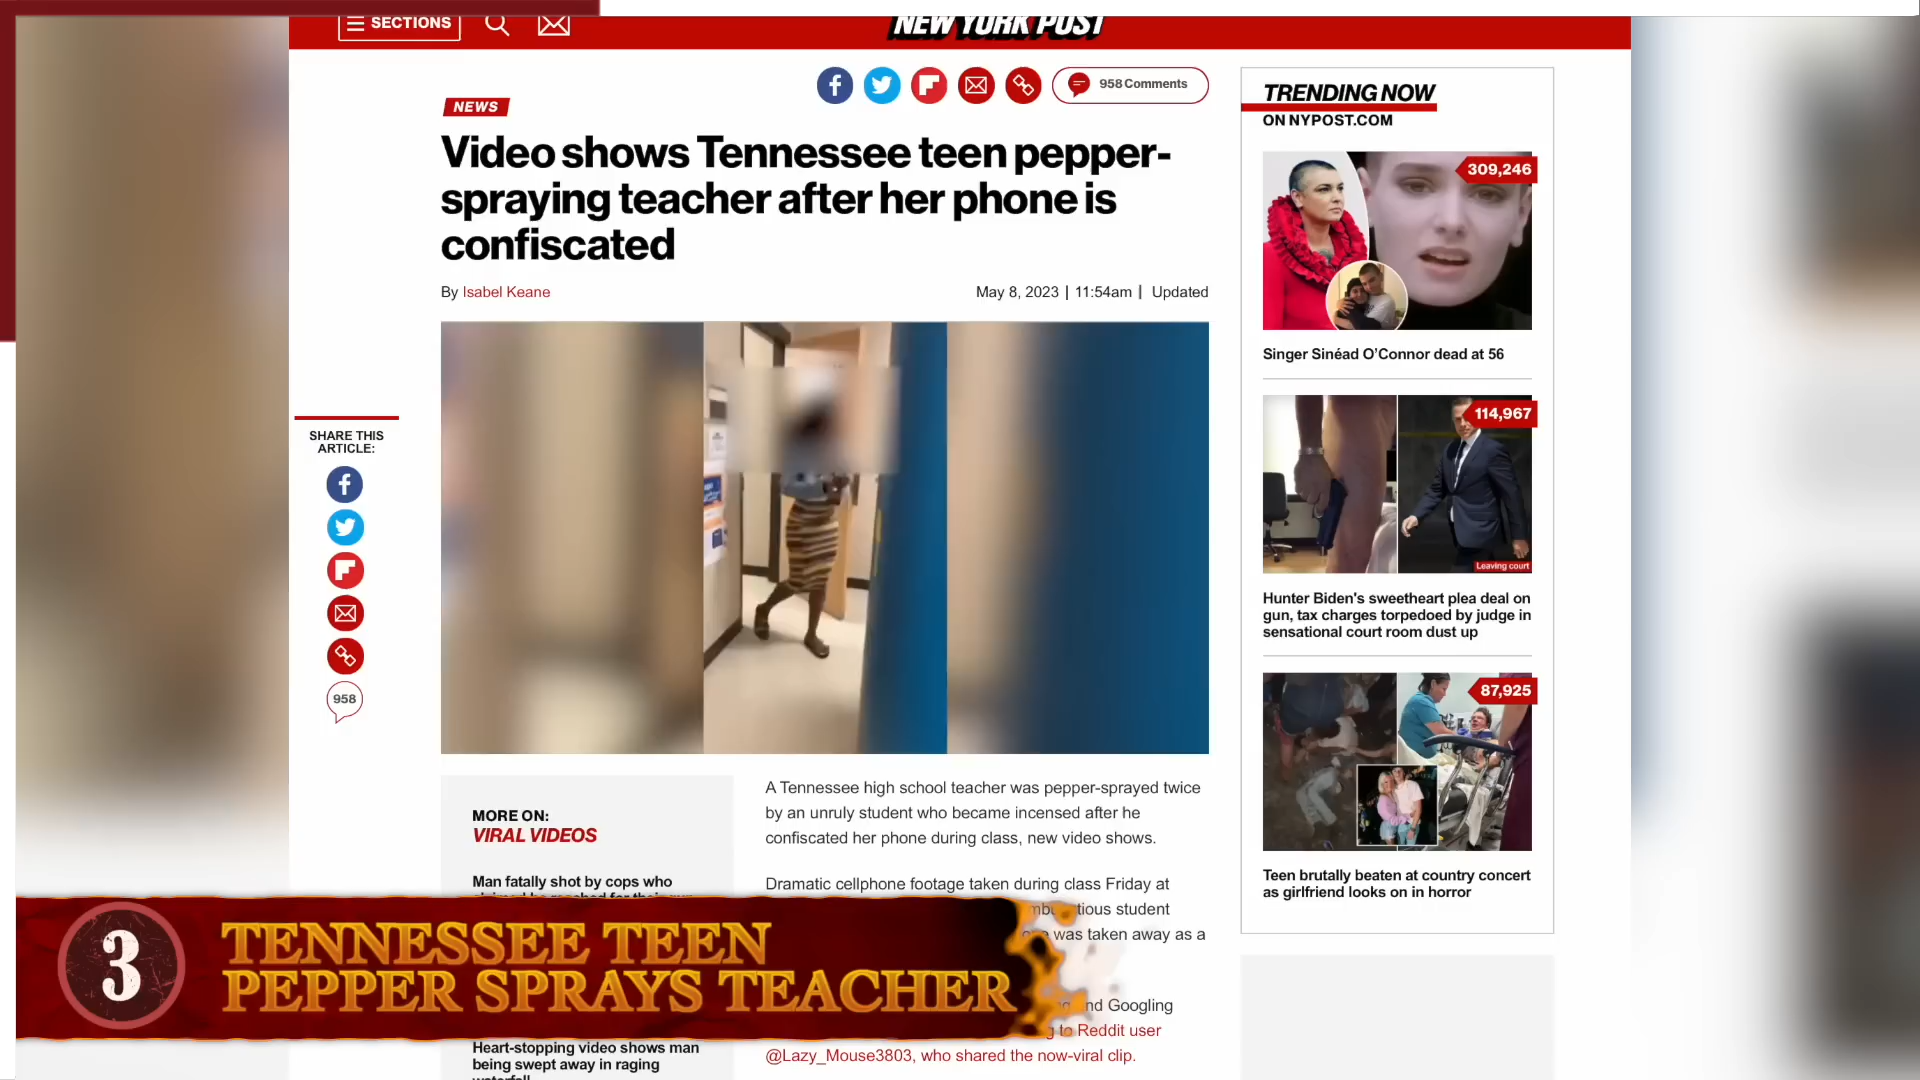 SECTIONS
NEW YORK POST
958 Comments
NEWS
Video shows Tennessee teen pepper-
spraying teacher after her phone is
confiscated
By Isabel Keane
May 8, 2023 | 11:54am | Updated
SHARE THIS
ARTICLE:
958
MORE ON:
VIRAL VIDEOS
Man fatally shot by cops who
Heart-stopping video shows man
being swept away in raging
A Tennessee high school teacher was pepper-sprayed twice
by an unruly student who became incensed after he
confiscated her phone during class, new video shows.
Dramatic cellphone footage taken during class Friday at
student
was taken away as a
and Googling
to Reddit user
@Lazy_Mouse3803, who shared the now-viral clip.
TRENDING NOW
ON NYPOST.COM
309,246
Singer Sinéad O'Connor dead at 56
114,967
Leaving court
Hunter Biden's sweetheart plea deal on
gun, tax charges torpedoed by judge in
sensational court room dust up
87,925
Teen brutally beaten at country concert
as girlfriend looks on in horror
3
TENNESSEE TEEN
PEPPER SPRAYS TEACHER